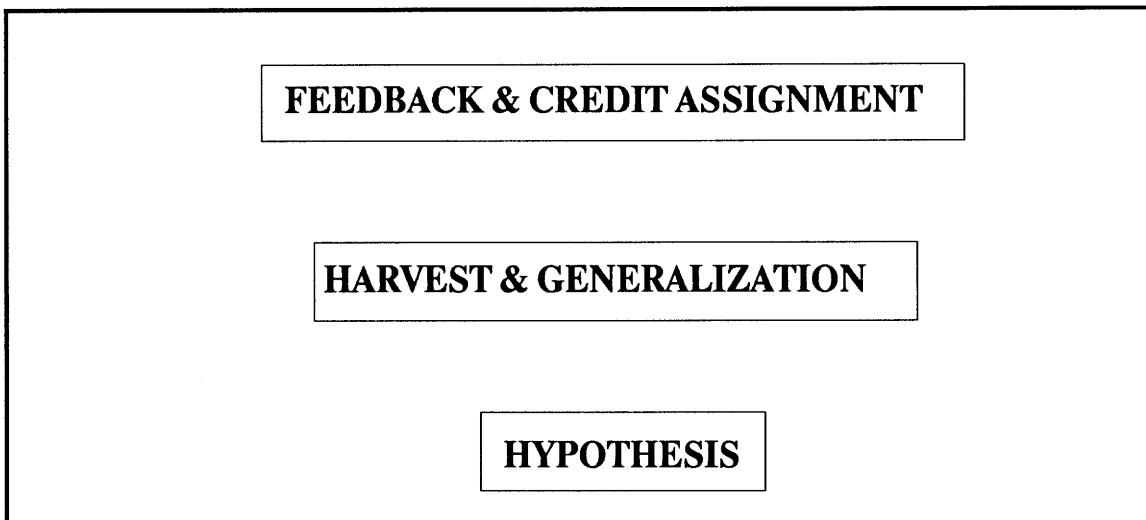 FEEDBACK & CREDIT ASSIGNMENT
HARVEST & GENERALIZATION
HYPOTHESIS